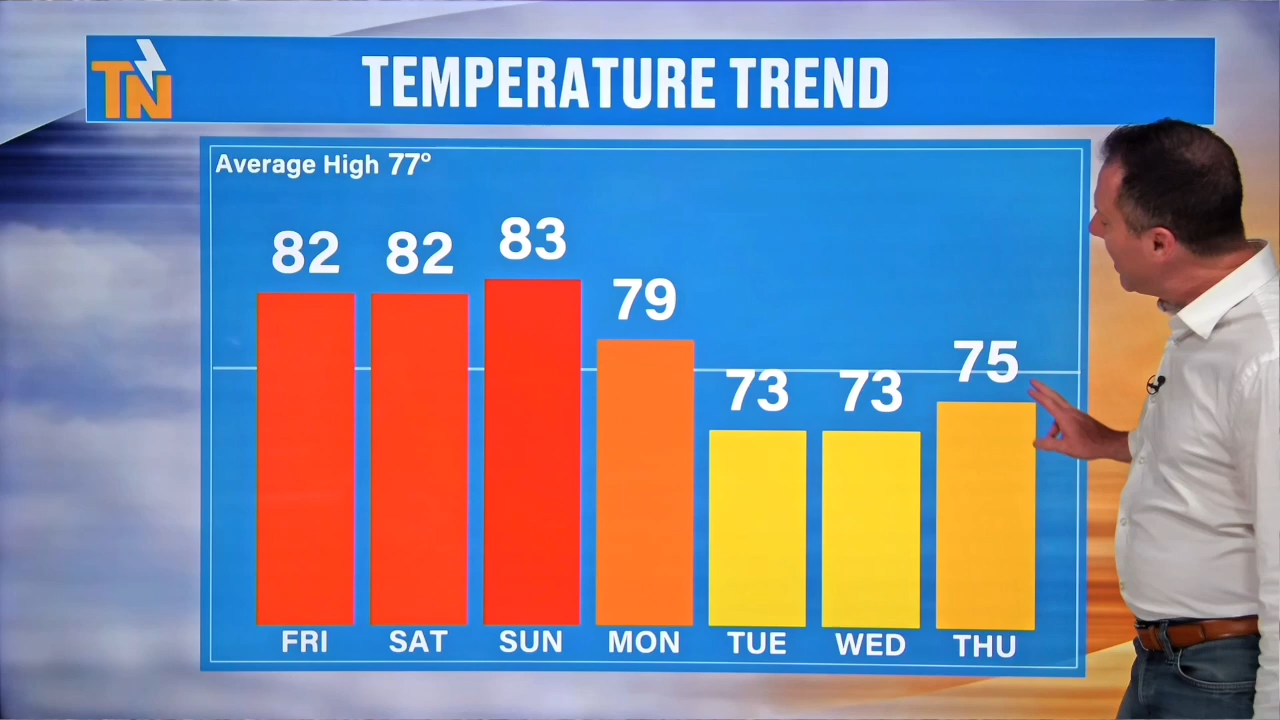 TN
TEMPERATURE TREND
Average High 77°
82 82 83 79 73 73 75
FRI SAT SUN MON TUE WED THU